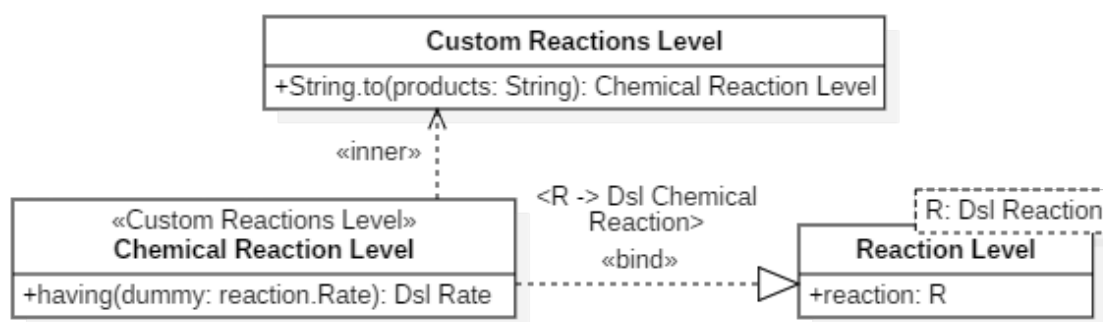 Custom Reactions Level
+String.to(products: String): Chemical Reaction Level
«inner»
<R -> Dsl Chemical
Reaction>
«bind»
R: Dsl Reaction
«Custom Reactions Level»
Chemical Reaction Level
+having(dummy: reaction.Rate): Dsl Rate
Reaction Level
+reaction: R